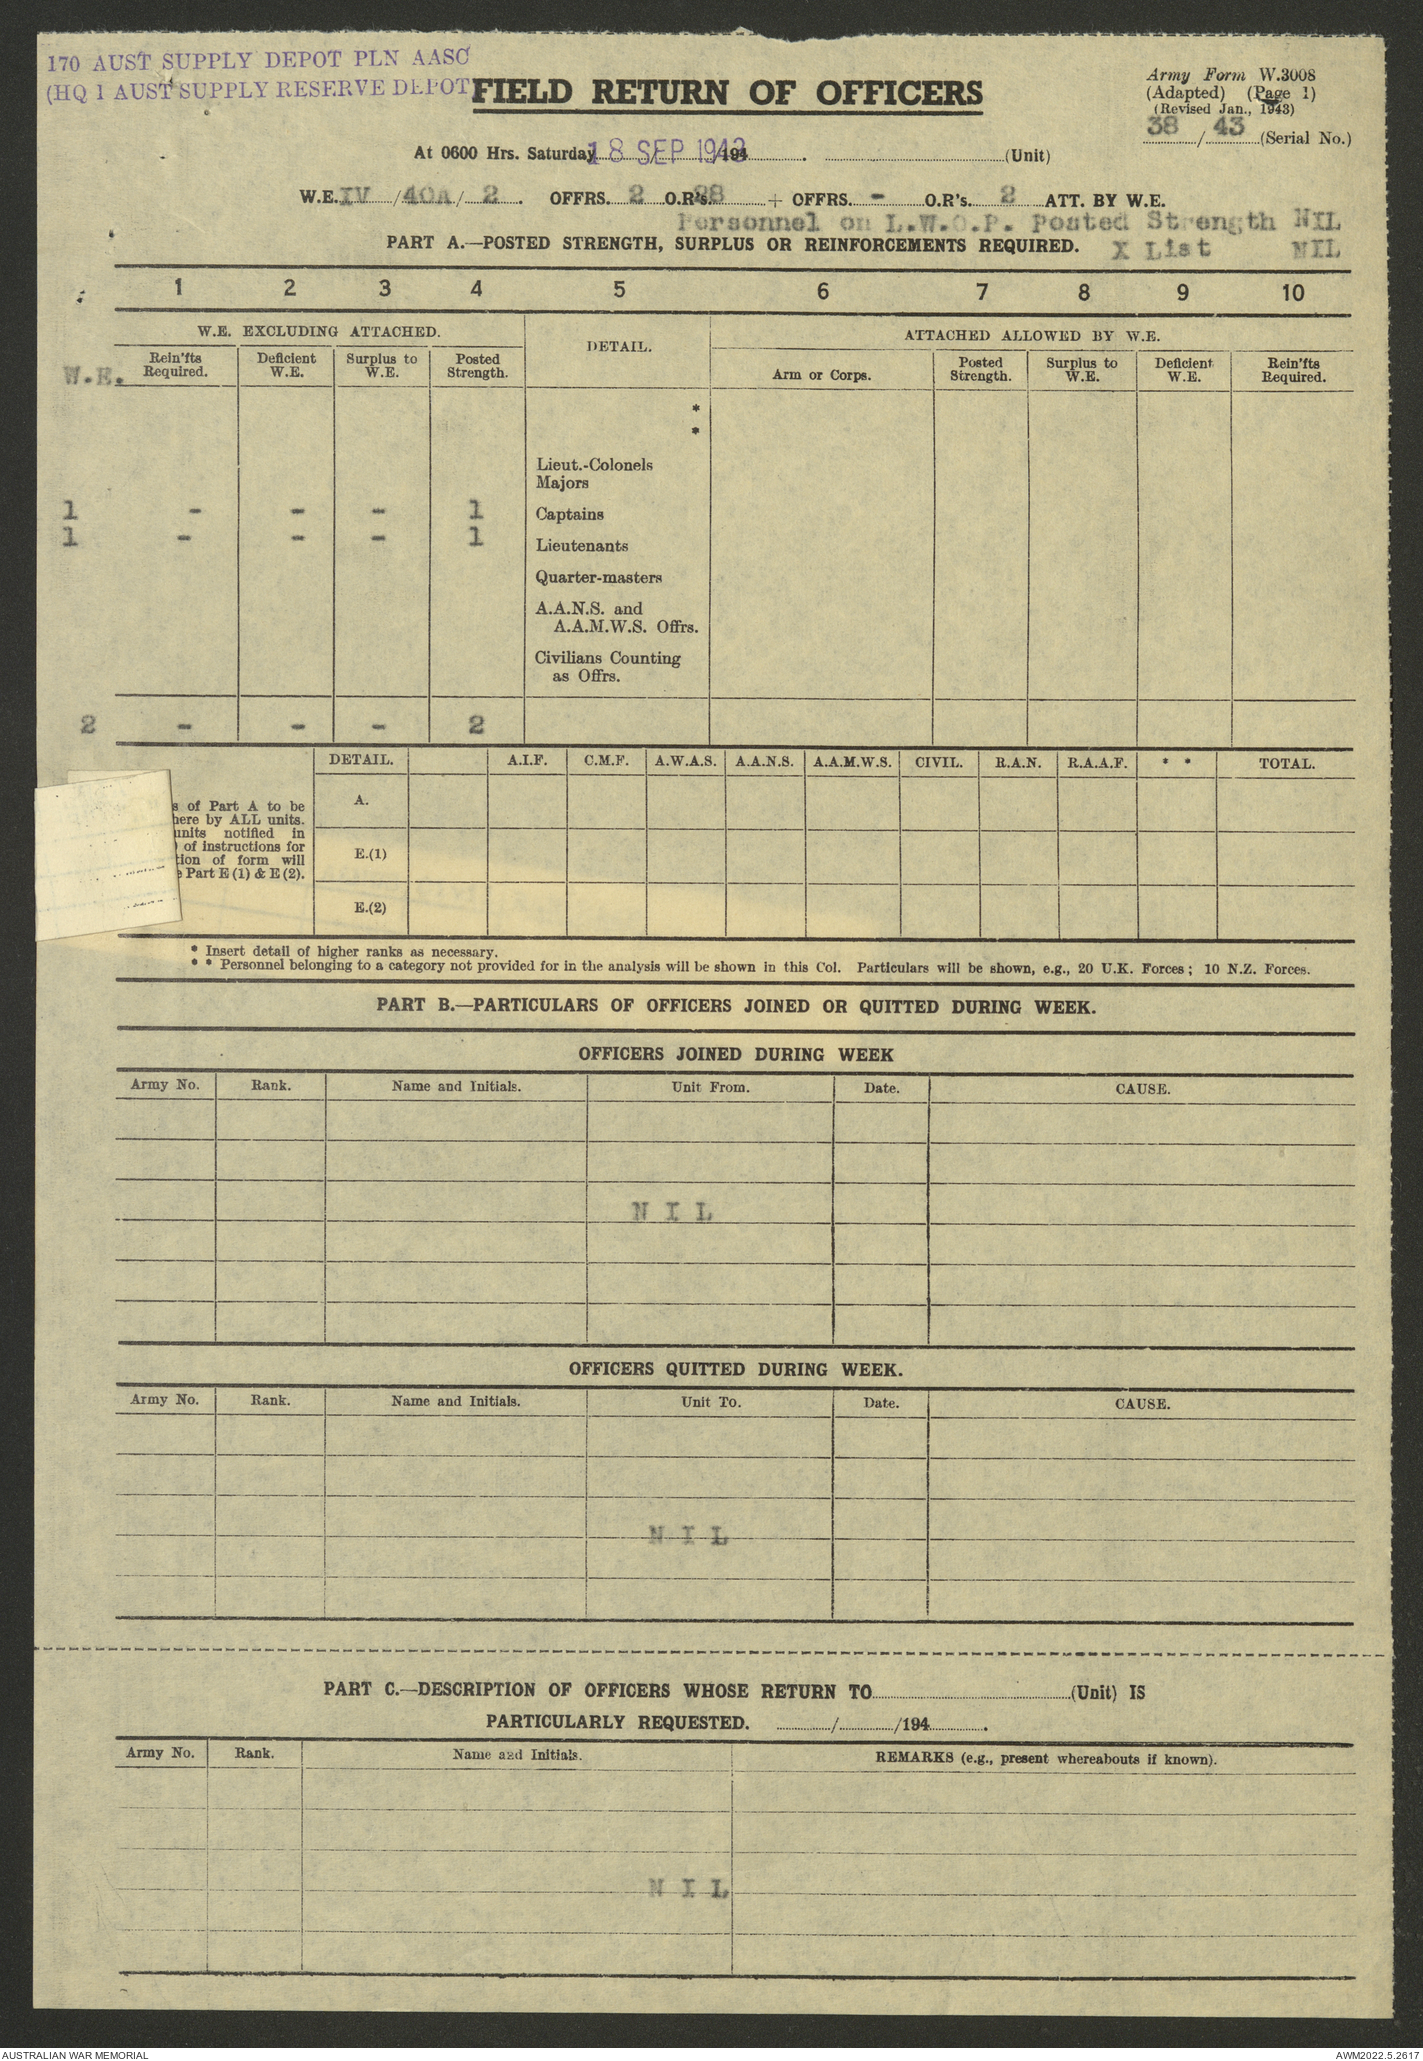 170 AUST SUPPLY DEPOT PLN AASC
(HQ 1 AUST SUPPLY RESERVE DEPOT
FIELD RETURN OF OFFICERS
Army Form W.3008
(Adapted) (Page 1)
(Revised Jan., 1943)
38 / 43 (Serial No.)
At 0600 Hrs. Saturday 18 SEP 1943 /194 . (Unit)
W.E. IV /40A/ 2 . OFFRS. 2 O.R's. 28 + OFFRS. - O.R's. 2 ATT. BY W.E.
Personnel on L.W.O.P. Posted Strength NIL
PART A.—POSTED STRENGTH, SURPLUS OR REINFORCEMENTS REQUIRED. X List NIL
1 2 3 4 5 6 7 8 9 10
W.E. EXCLUDING ATTACHED. DETAIL. ATTACHED ALLOWED BY W.E.
W.E. Rein'fts Required. Deficient W.E. Surplus to W.E. Posted Strength. Arm or Corps. Posted Strength. Surplus to W.E. Deficient W.E. Rein'fts Required.
*
*
Lieut.-Colonels
Majors
1 - - - 1 Captains
1 - - - 1 Lieutenants
Quarter-masters
A.A.N.S. and
A.A.M.W.S. Offrs.
Civilians Counting
as Offrs.
2 - - - 2
DETAIL. A.I.F. C.M.F. A.W.A.S. A.A.N.S. A.A.M.W.S. CIVIL. R.A.N. R.A.A.F. * * TOTAL.
A.
E.(1)
E.(2)
s of Part A to be
here by ALL units.
units notified in
) of instructions for
tion of form will
e Part E (1) & E (2).
* Insert detail of higher ranks as necessary.
* * Personnel belonging to a category not provided for in the analysis will be shown in this Col. Particulars will be shown, e.g., 20 U.K. Forces; 10 N.Z. Forces.
PART B.—PARTICULARS OF OFFICERS JOINED OR QUITTED DURING WEEK.
OFFICERS JOINED DURING WEEK
Army No. Rank. Name and Initials. Unit From. Date. CAUSE.
N I L
OFFICERS QUITTED DURING WEEK.
Army No. Rank. Name and Initials. Unit To. Date. CAUSE.
N I L
PART C.—DESCRIPTION OF OFFICERS WHOSE RETURN TO (Unit) IS
PARTICULARLY REQUESTED. / /194 .
Army No. Rank. Name and Initials. REMARKS (e.g., present whereabouts if known).
N I L
AUSTRALIAN WAR MEMORIAL AWM2022.5.2617